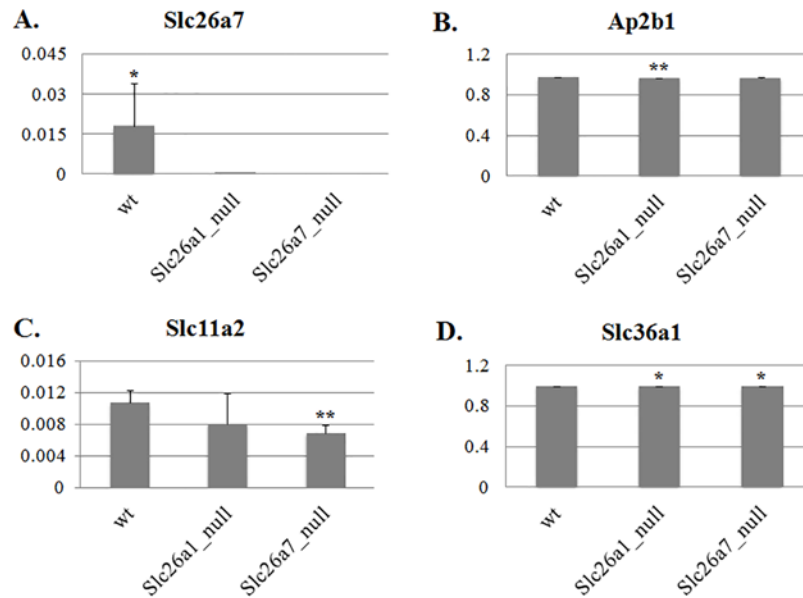 A. Slc26a7
0.045
0.03
0.015
0
*
wt
Slc26a1_null
Slc26a7_null
B. Ap2b1
1.2
0.8
0.4
0
**
wt
Slc26a1_null
Slc26a7_null
C. Slc11a2
0.016
0.012
0.008
0.004
0
**
wt
Slc26a1_null
Slc26a7_null
D. Slc36a1
1.2
0.8
0.4
0
* *
wt
Slc26a1_null
Slc26a7_null